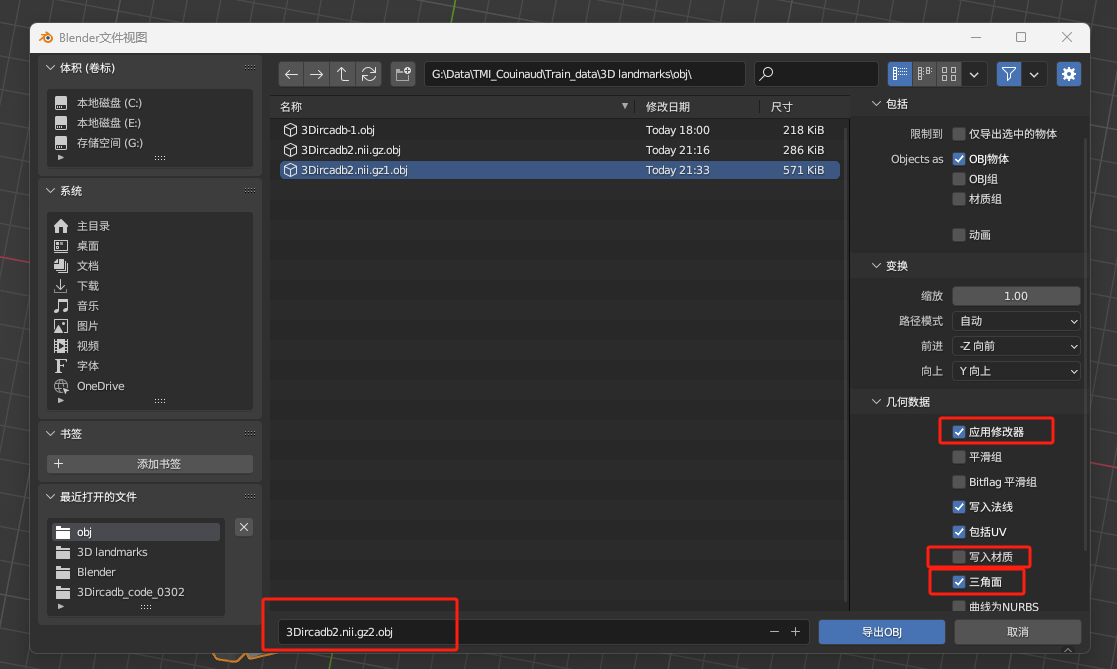 Blender文件视图
体积 (卷标)
本地磁盘 (C:)
本地磁盘 (E:)
存储空间 (G:)
系统
主目录
桌面
文档
下载
音乐
图片
视频
字体
OneDrive
书签
添加书签
最近打开的文件
obj
3D landmarks
Blender
3Dircadb_code_0302
G:\Data\TMI_Couinaud\Train_data\3D landmarks\obj\
名称 修改日期 尺寸
3Dircadb-1.obj Today 18:00 218 KiB
3Dircadb2.nii.gz.obj Today 21:16 286 KiB
3Dircadb2.nii.gz1.obj Today 21:33 571 KiB
包括
限制到 仅导出选中的物体
Objects as OBJ物体
OBJ组
材质组
动画
变换
缩放 1.00
路径模式 自动
前进 -Z 向前
向上 Y 向上
几何数据
应用修改器
平滑组
Bitflag 平滑组
写入法线
包括UV
写入材质
三角面
曲线为NURBS
3Dircadb2.nii.gz2.obj
导出OBJ
取消